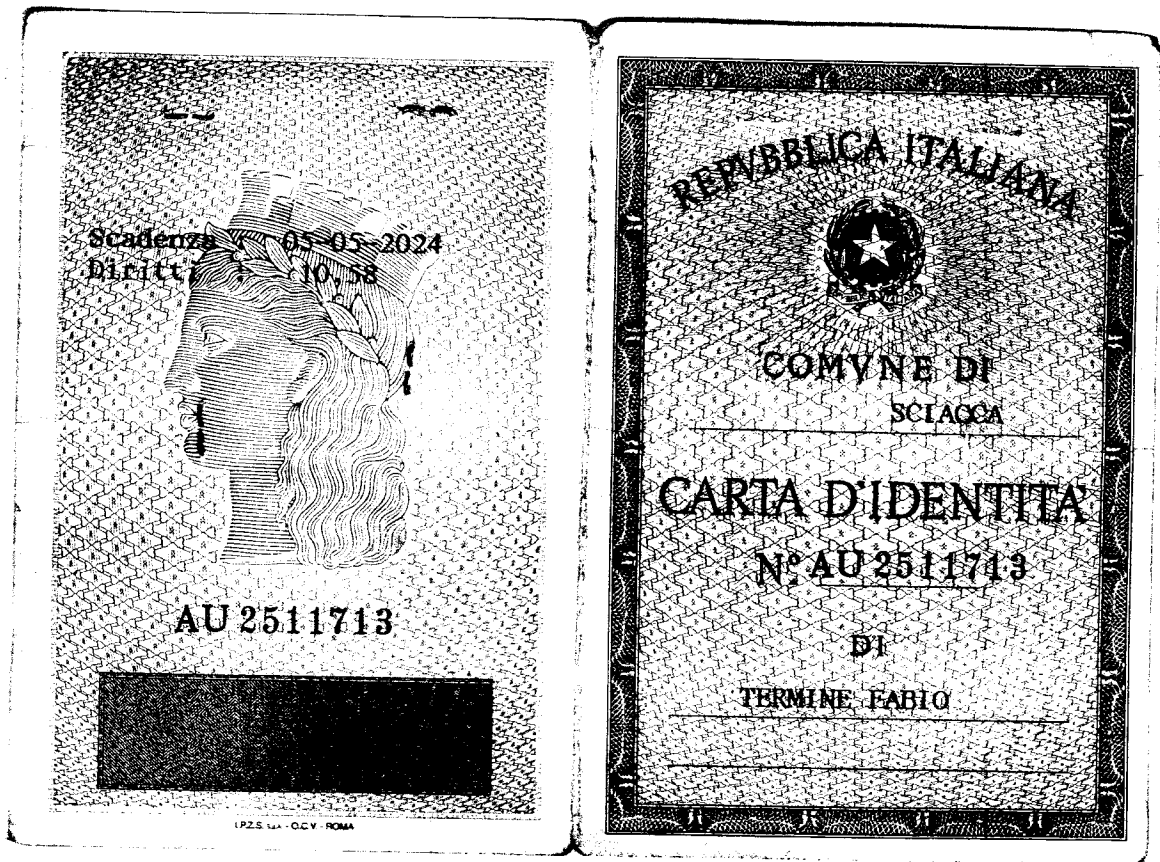 Scadenza : 05-05-2024
Diritti : 10,58
AU 2511713
I.P.Z.S. S.p.A. - O.C.V. - ROMA
REPVBBLICA ITALIANA
COMVNE DI
SCIACCA
CARTA D'IDENTITA'
N° AU 2511713
DI
TERMINE FABIO